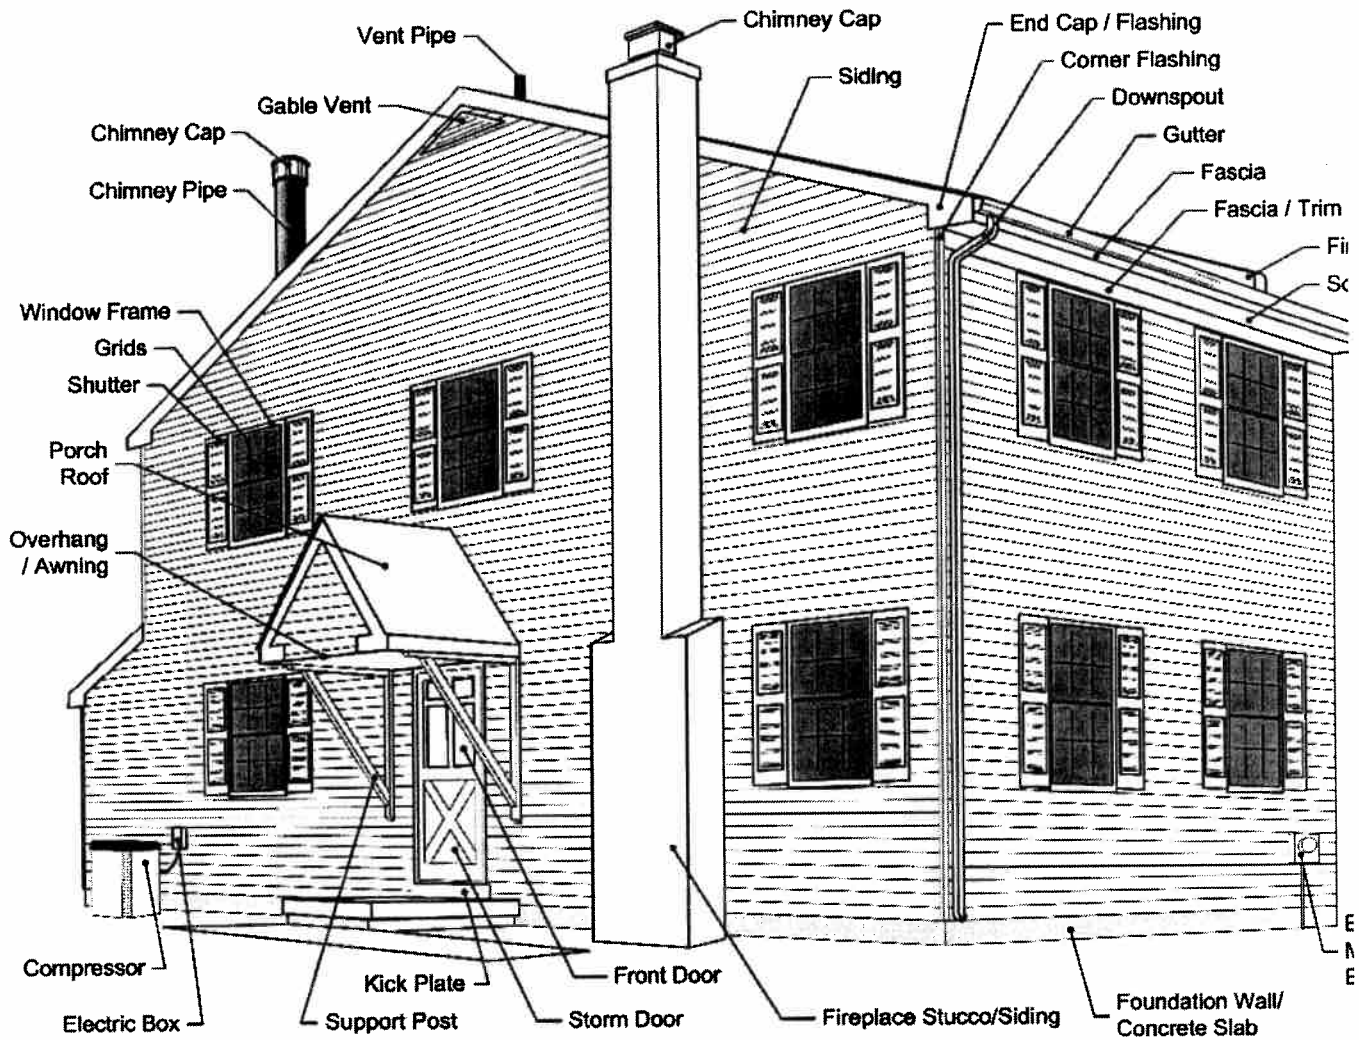 Chimney Cap
End Cap / Flashing
Vent Pipe
Corner Flashing
Siding
Gable Vent
Downspout
Chimney Cap
Gutter
Chimney Pipe
Fascia
Fascia / Trim
Window Frame
Grids
Shutter
Porch
Roof
Overhang
/ Awning
Compressor
Kick Plate
Front Door
Electric Box
Support Post
Storm Door
Fireplace Stucco/Siding
Foundation Wall/
Concrete Slab